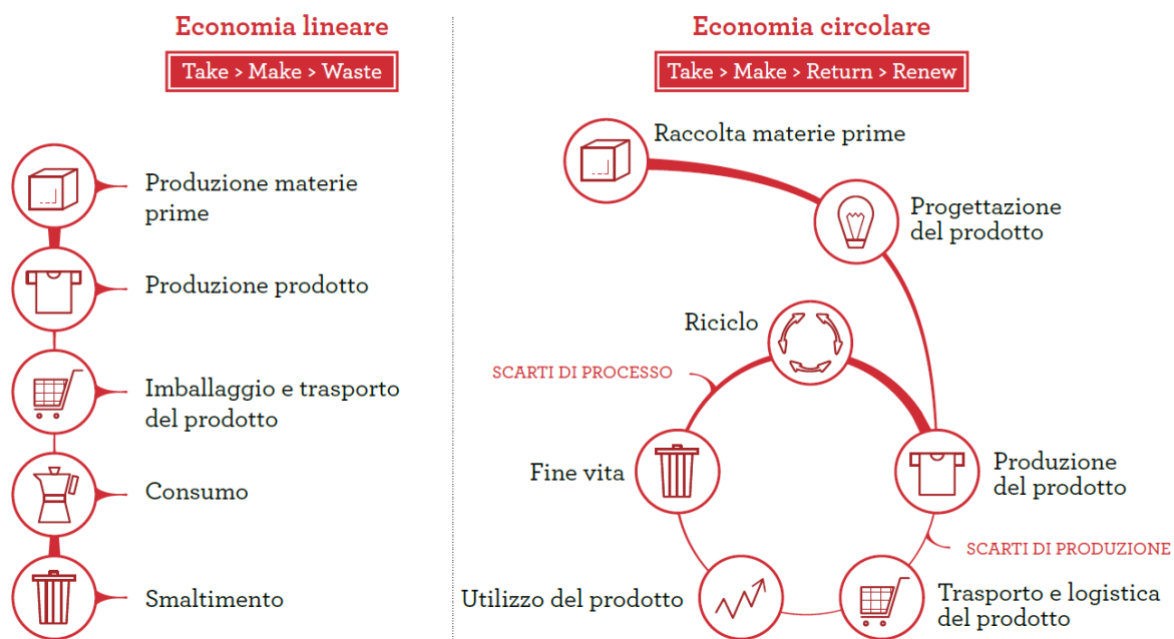 Economia lineare
Take > Make > Waste
Produzione materie
prime
Produzione prodotto
Imballaggio e trasporto
del prodotto
Consumo
Smaltimento
Economia circolare
Take > Make > Return > Renew
Raccolta materie prime
Progettazione
del prodotto
Riciclo
SCARTI DI PROCESSO
Fine vita
Produzione
del prodotto
SCARTI DI PRODUZIONE
Utilizzo del prodotto
Trasporto e logistica
del prodotto